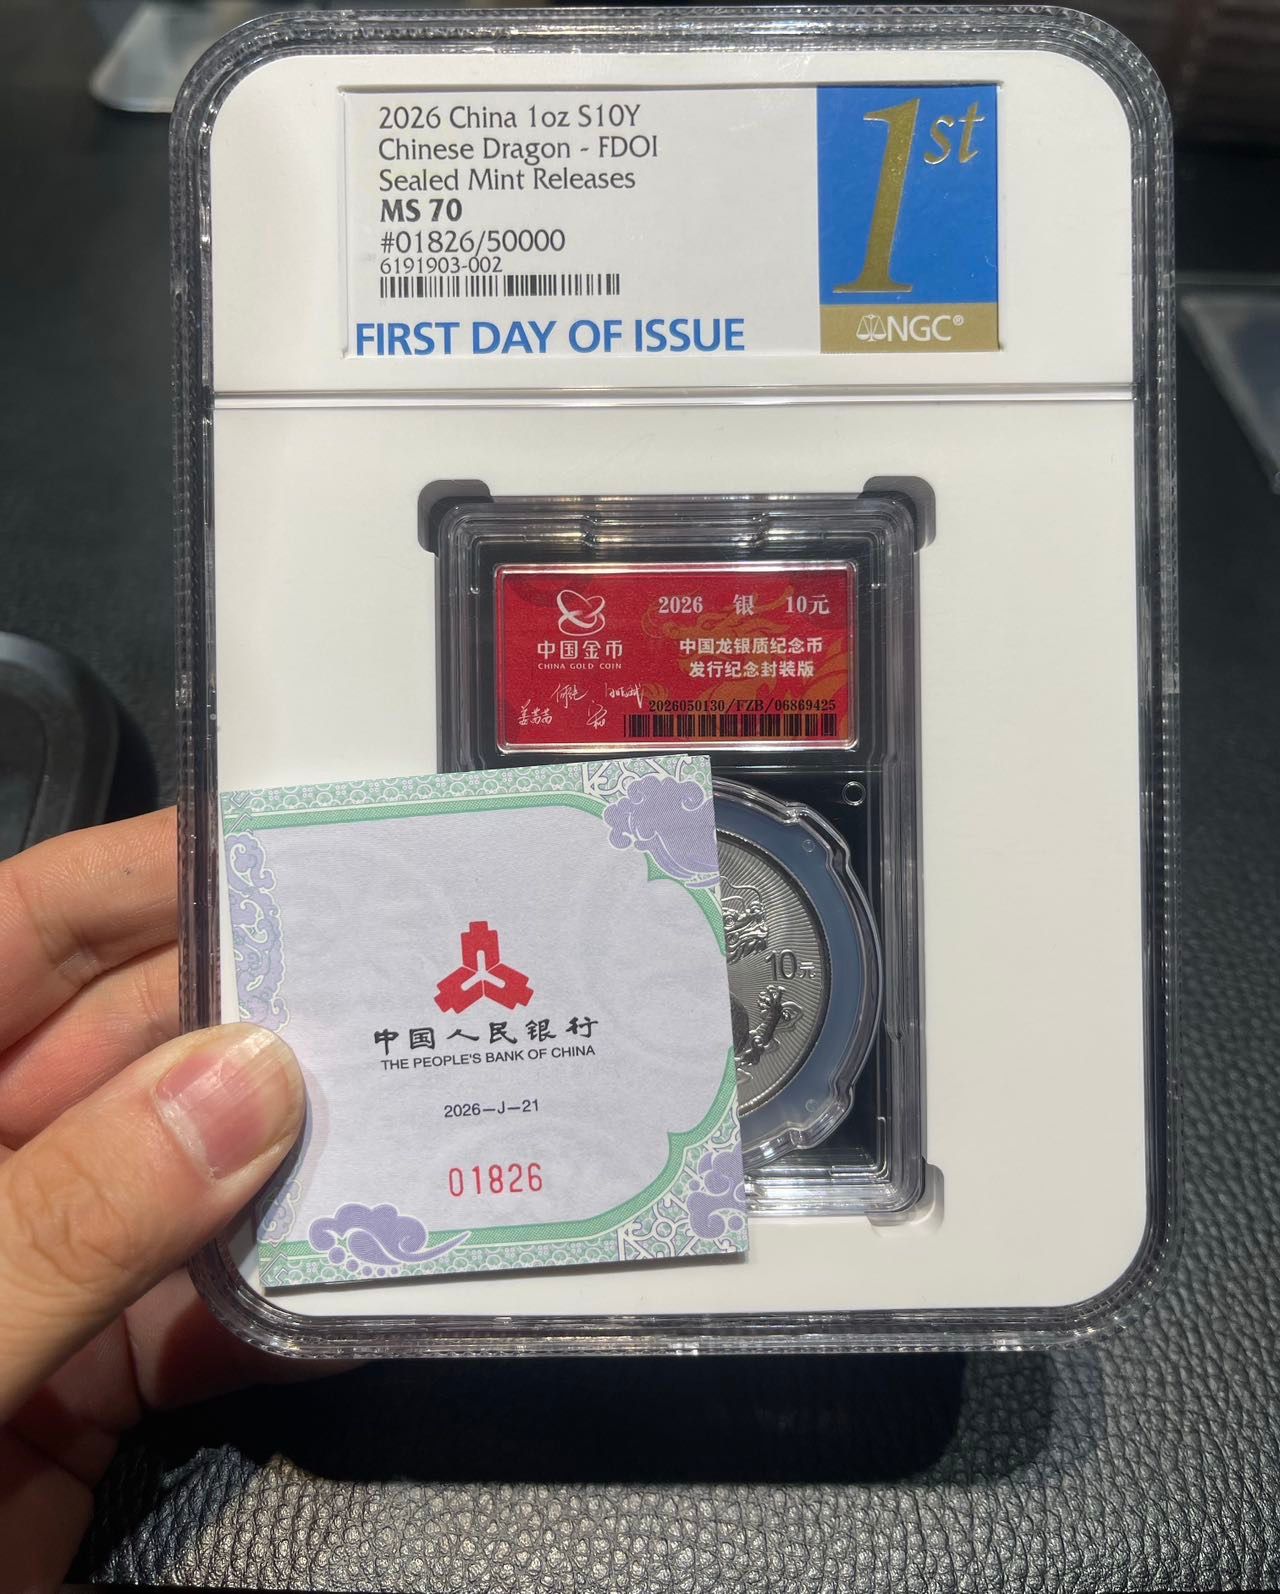 2026 China 1oz S10Y
Chinese Dragon - FDOI
Sealed Mint Releases
MS 70
#01826/50000
6191903-002
FIRST DAY OF ISSUE
1st
NGC®
2026 银 10元
中国金币
CHINA GOLD COIN
中国龙银质纪念币
发行纪念封装版
2026050130/FZB/06869425
10元
中国人民银行
THE PEOPLE'S BANK OF CHINA
2026-J-21
01826